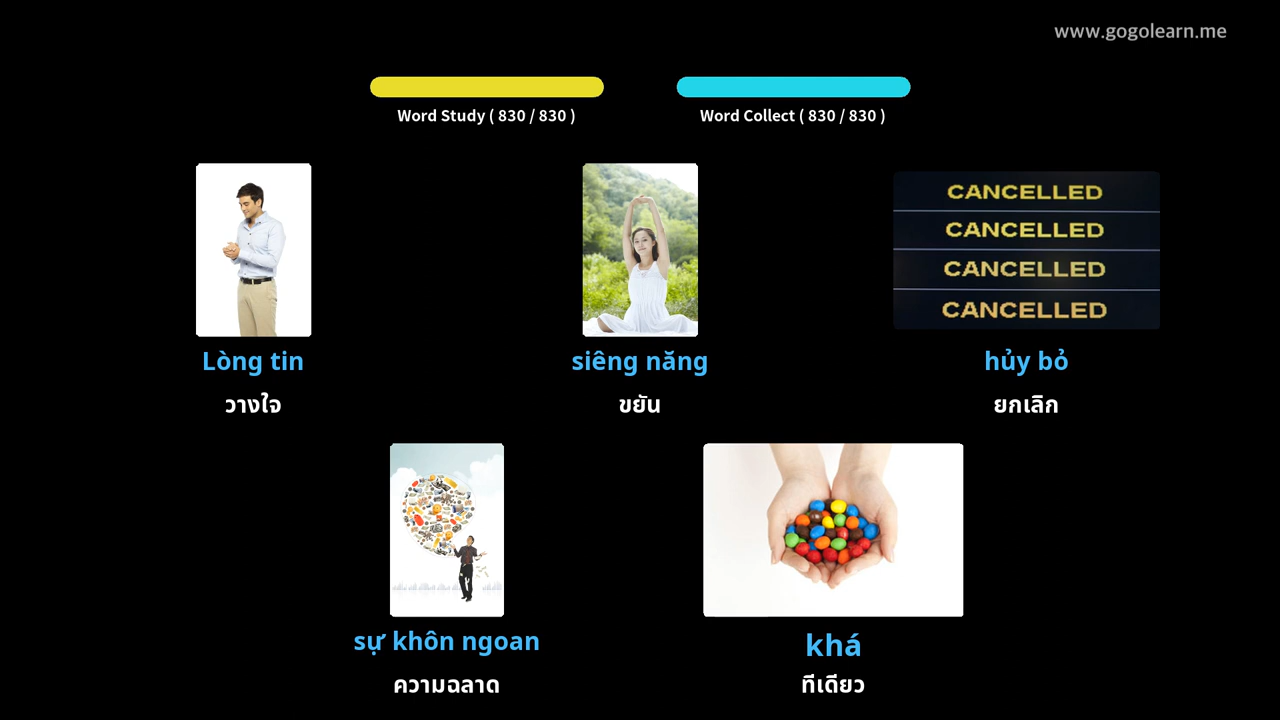 www.gogolearn.me
Word Study ( 830 / 830 )
Word Collect ( 830 / 830 )
CANCELLED
CANCELLED
CANCELLED
CANCELLED
Lòng tin
siêng năng
hủy bỏ
วางใจ
ขยัน
ยกเลิก
sự khôn ngoan
khá
ความฉลาด
ทีเดียว